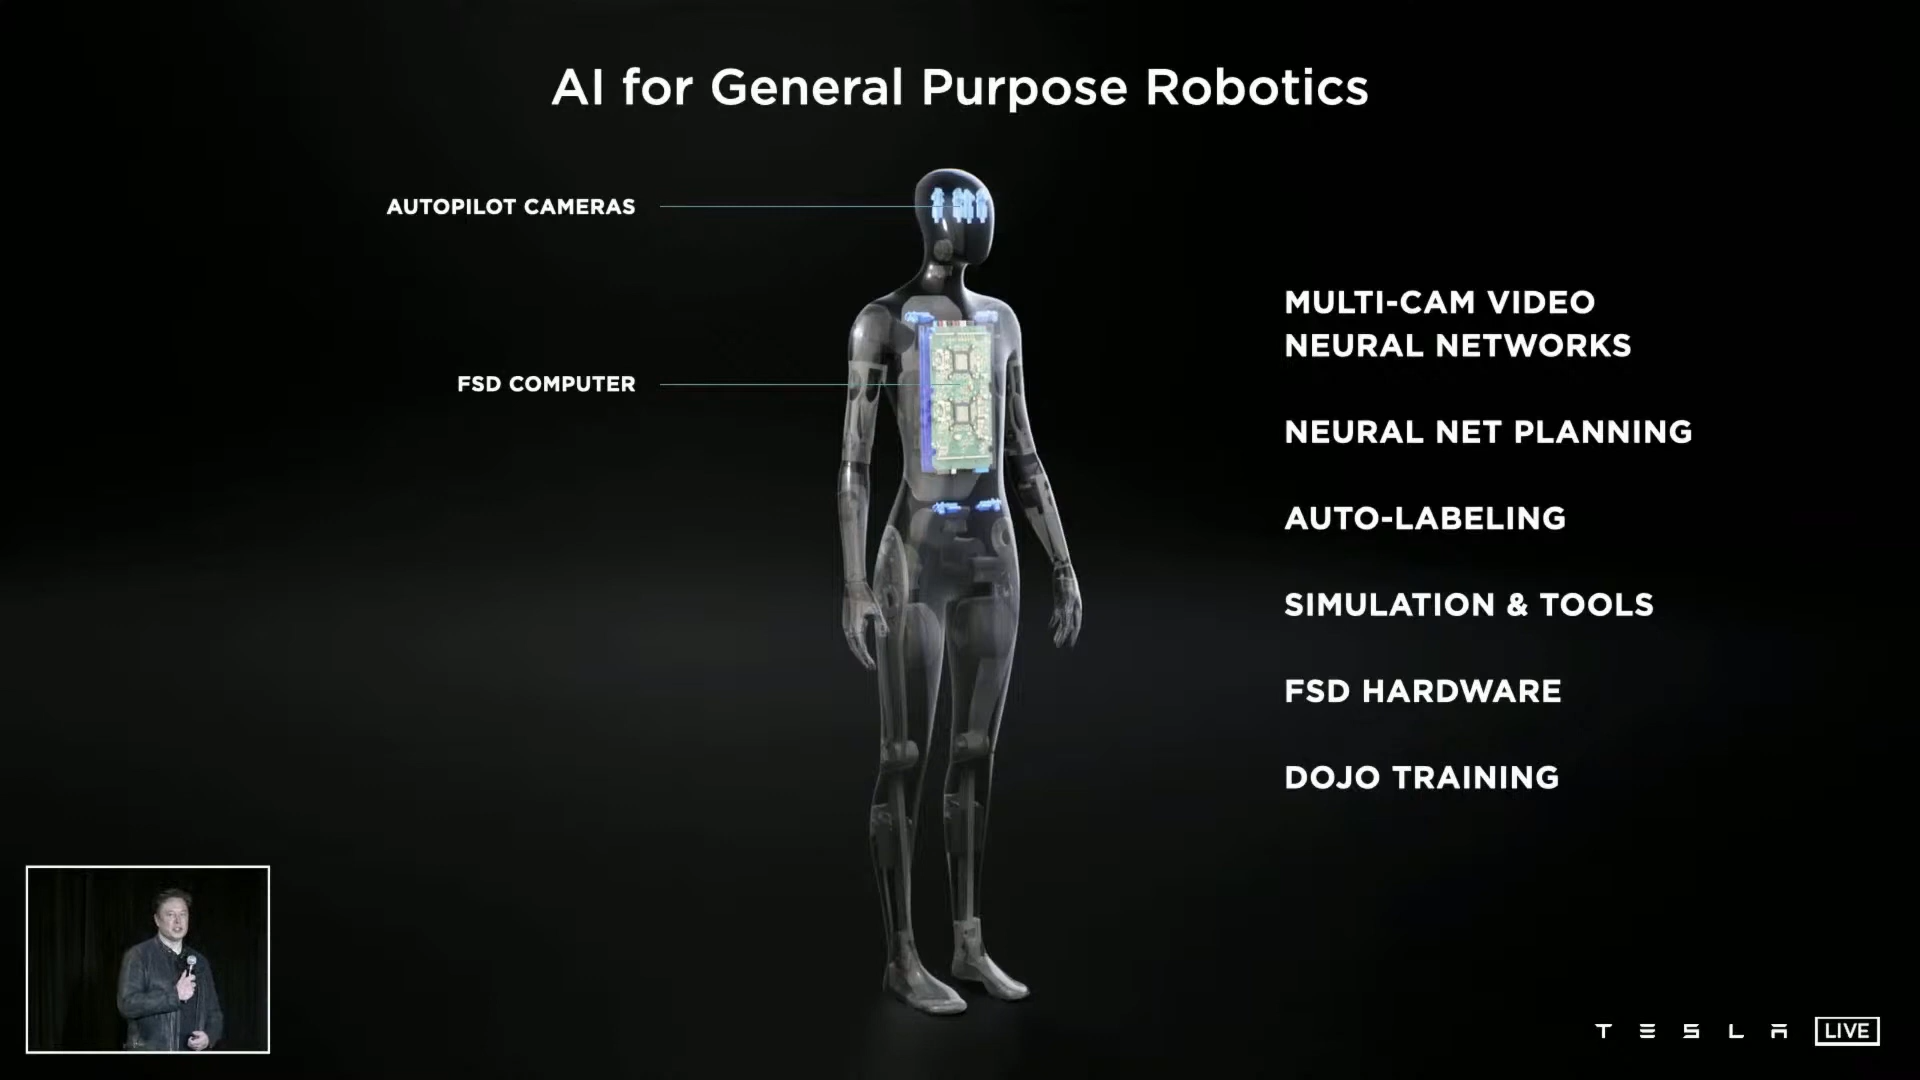 AI for General Purpose Robotics
AUTOPILOT CAMERAS
FSD COMPUTER
MULTI-CAM VIDEO
NEURAL NETWORKS
NEURAL NET PLANNING
AUTO-LABELING
SIMULATION & TOOLS
FSD HARDWARE
DOJO TRAINING
TESLA LIVE